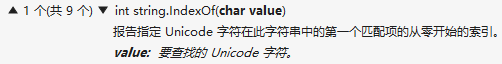 ▲ 1 个(共 9 个) ▼ int string.IndexOf(char value)
报告指定 Unicode 字符在此字符串中的第一个匹配项的从零开始的索引。
value: 要查找的 Unicode 字符。